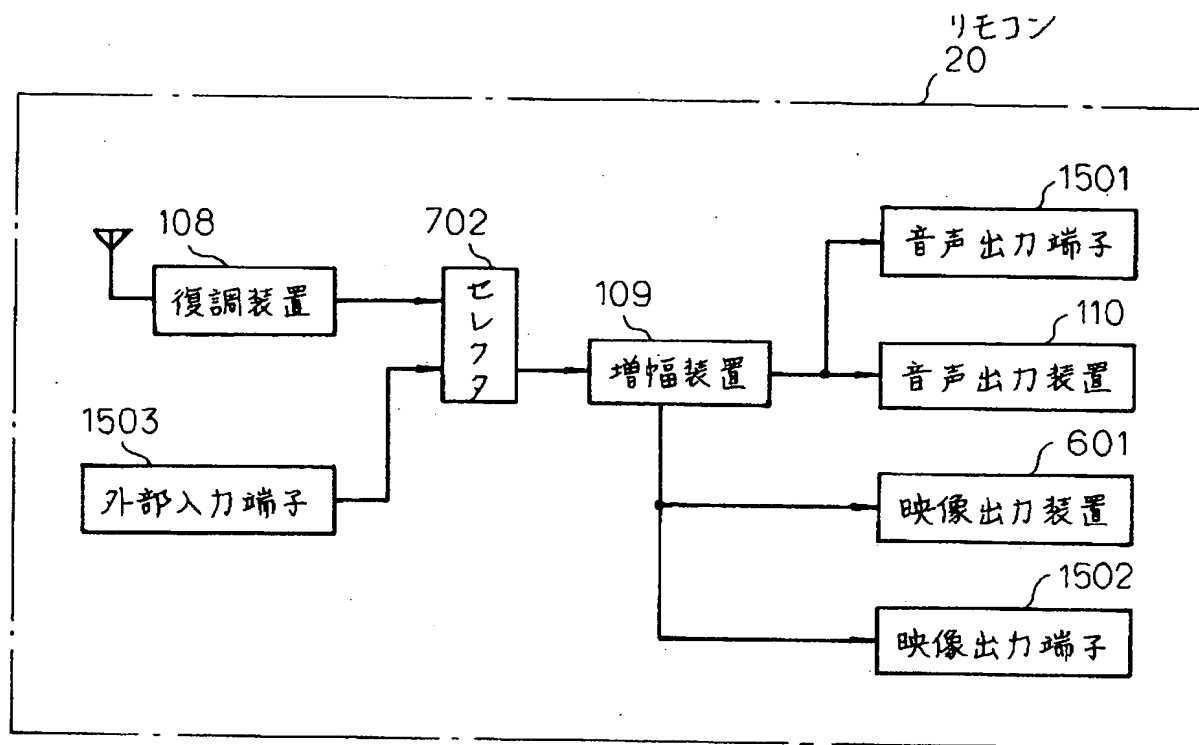 リモコン
20
1501
音声出力端子
108
復調装置
702
セレクタ
109
増幅装置
110
音声出力装置
1503
外部入力端子
601
映像出力装置
1502
映像出力端子